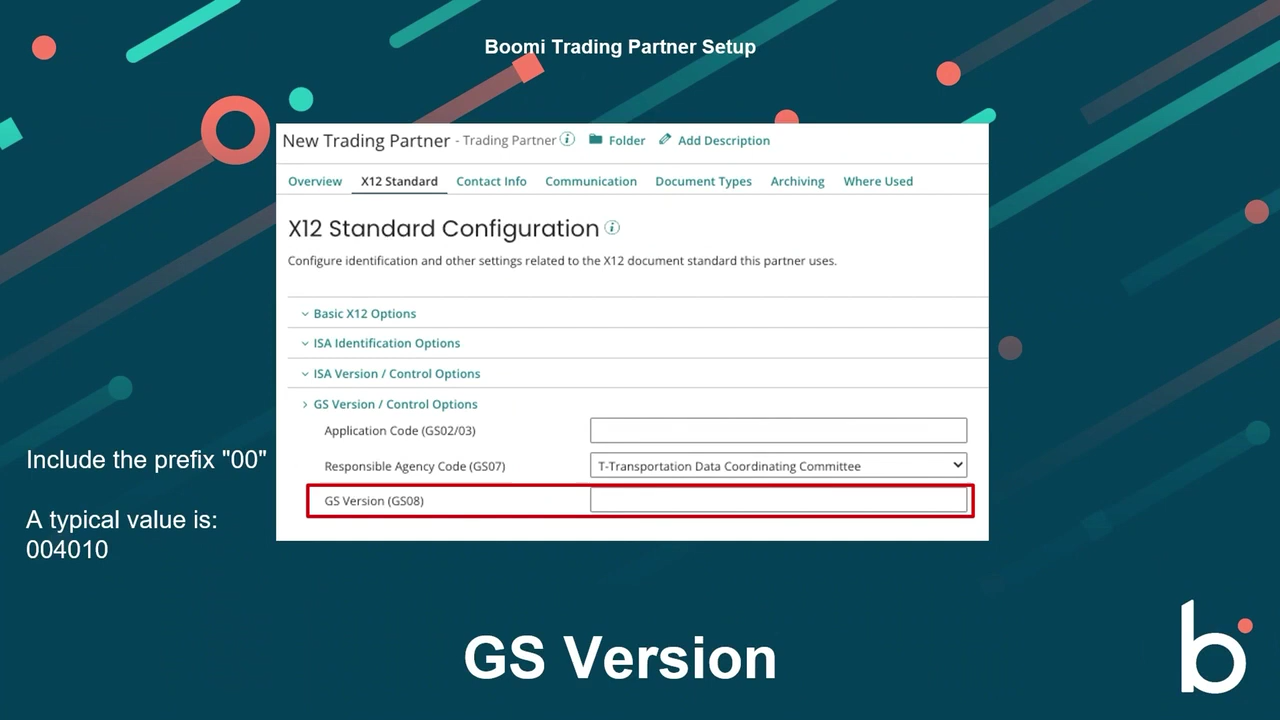 Boomi Trading Partner Setup
New Trading Partner - Trading Partner i Folder Add Description
Overview X12 Standard Contact Info Communication Document Types Archiving Where Used
X12 Standard Configuration i
Configure identification and other settings related to the X12 document standard this partner uses.
Basic X12 Options
ISA Identification Options
ISA Version / Control Options
GS Version / Control Options
Application Code (GS02/03)
Responsible Agency Code (GS07) T-Transportation Data Coordinating Committee
GS Version (GS08)
Include the prefix "00"
A typical value is:
004010
GS Version
b